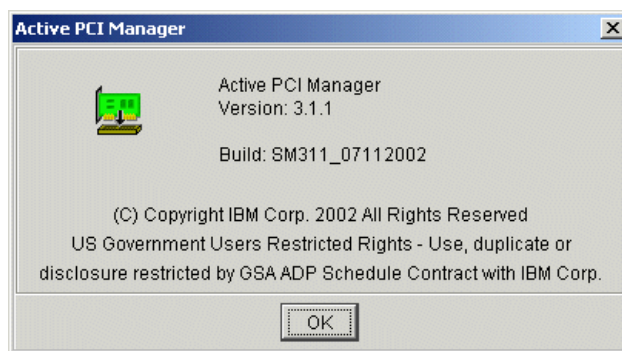 Active PCI Manager
Active PCI Manager
Version: 3.1.1
Build: SM311_07112002
(C) Copyright IBM Corp. 2002 All Rights Reserved
US Government Users Restricted Rights - Use, duplicate or
disclosure restricted by GSA ADP Schedule Contract with IBM Corp.
OK